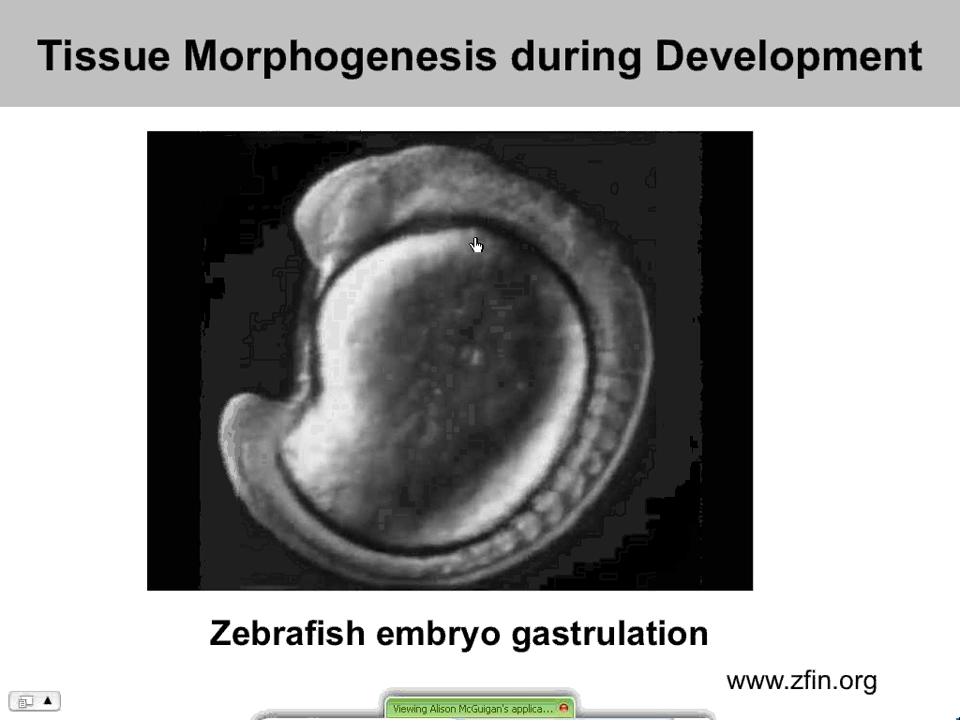 Tissue Morphogenesis during Development
Zebrafish embryo gastrulation
www.zfin.org
Viewing Alison McGuigan's applica...